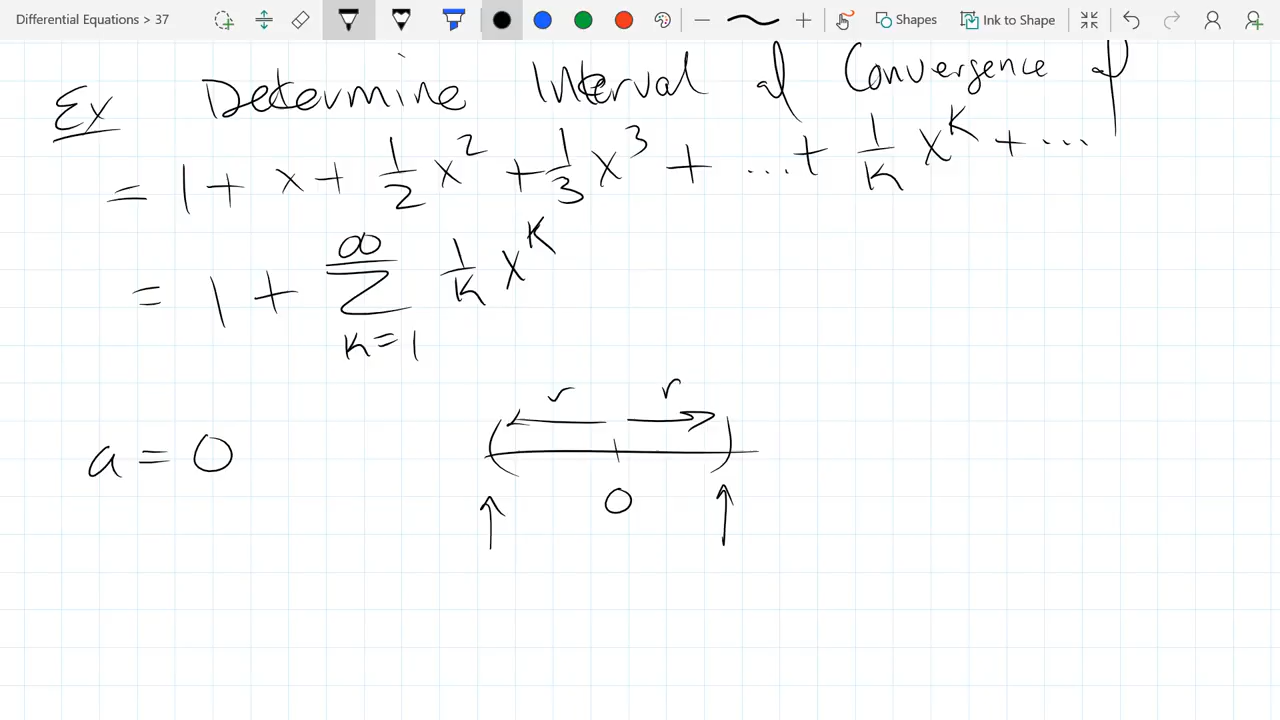 Differential Equations > 37 Shapes Ink to Shape
Ex Determine Interval of Convergence of
= 1 + x + 1/2 x^2 + 1/3 x^3 + ... + 1/K x^K + ...
= 1 + ∑_{K=1}^{∞} 1/K x^K
r r
a = 0
0